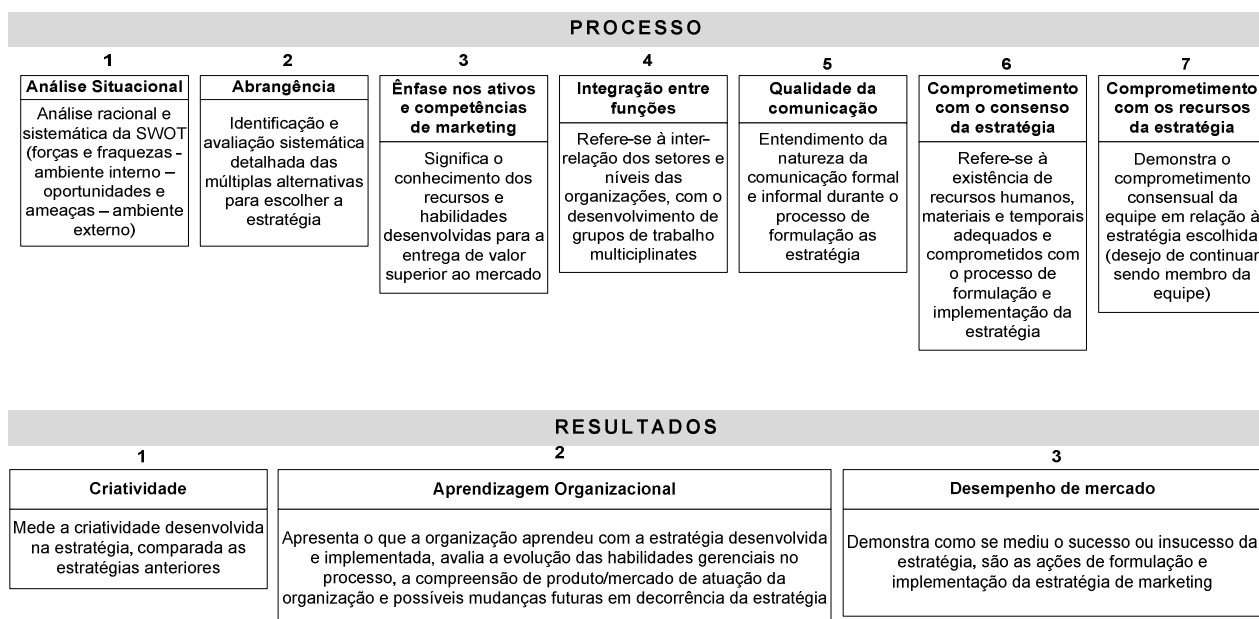 PROCESSO
1
Análise Situacional
Análise racional e
sistemática da SWOT
(forças e fraquezas -
ambiente interno –
oportunidades e
ameaças – ambiente
externo)
2
Abrangência
Identificação e
avaliação sistemática
detalhada das
múltiplas alternativas
para escolher a
estratégia
3
Ênfase nos ativos
e competências
de marketing
Significa o
conhecimento dos
recursos e
habilidades
desenvolvidas para a
entrega de valor
superior ao mercado
4
Integração entre
funções
Refere-se à inter-
relação dos setores e
níveis das
organizações, com o
desenvolvimento de
grupos de trabalho
multiciplinates
5
Qualidade da
comunicação
Entendimento da
natureza da
comunicação formal
e informal durante o
processo de
formulação as
estratégia
6
Comprometimento
com o consenso
da estratégia
Refere-se à
existência de
recursos humanos,
materiais e temporais
adequados e
comprometidos com
o processo de
formulação e
implementação da
estratégia
7
Comprometimento
com os recursos
da estratégia
Demonstra o
comprometimento
consensual da
equipe em relação à
estratégia escolhida
(desejo de continuar
sendo membro da
equipe)
RESULTADOS
1
Criatividade
Mede a criatividade desenvolvida
na estratégia, comparada as
estratégias anteriores
2
Aprendizagem Organizacional
Apresenta o que a organização aprendeu com a estratégia desenvolvida
e implementada, avalia a evolução das habilidades gerenciais no
processo, a compreensão de produto/mercado de atuação da
organização e possíveis mudanças futuras em decorrência da estratégia
3
Desempenho de mercado
Demonstra como se mediu o sucesso ou insucesso da
estratégia, são as ações de formulação e
implementação da estratégia de marketing